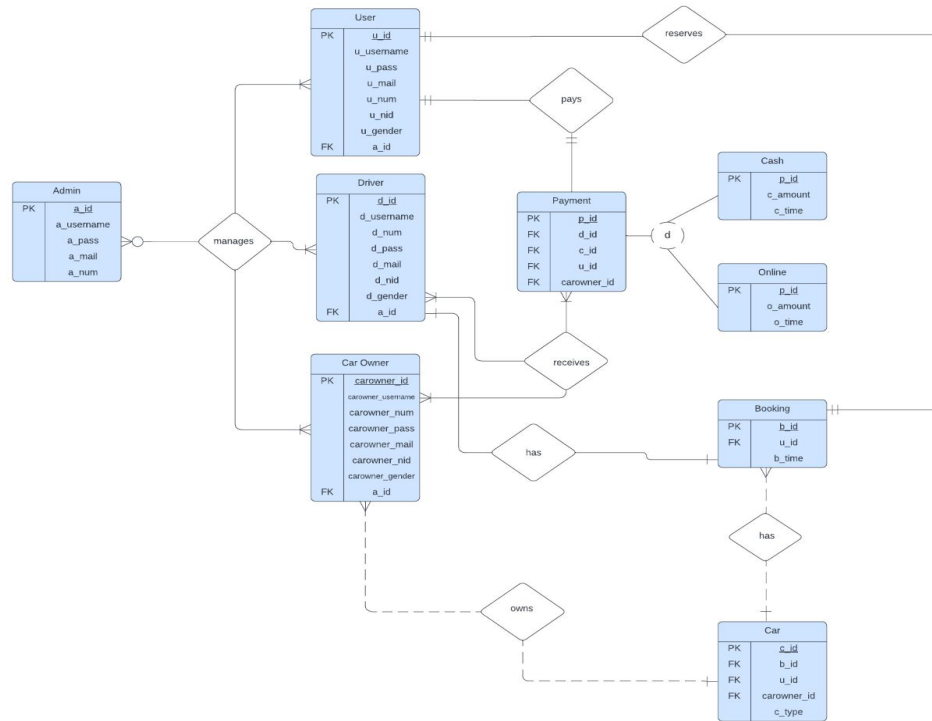 User
PK u_id
u_username
u_pass
u_mail
u_num
u_nid
u_gender
FK a_id
reserves
pays
Admin
PK a_id
a_username
a_pass
a_mail
a_num
manages
Driver
PK d_id
d_username
d_num
d_pass
d_mail
d_nid
d_gender
FK a_id
Payment
PK p_id
FK d_id
FK c_id
FK u_id
FK carowner_id
d
Cash
PK p_id
c_amount
c_time
Online
PK p_id
o_amount
o_time
receives
Car Owner
PK carowner_id
carowner_username
carowner_num
carowner_pass
carowner_mail
carowner_nid
carowner_gender
FK a_id
has
Booking
PK b_id
FK u_id
b_time
has
owns
Car
PK c_id
FK b_id
FK u_id
FK carowner_id
c_type